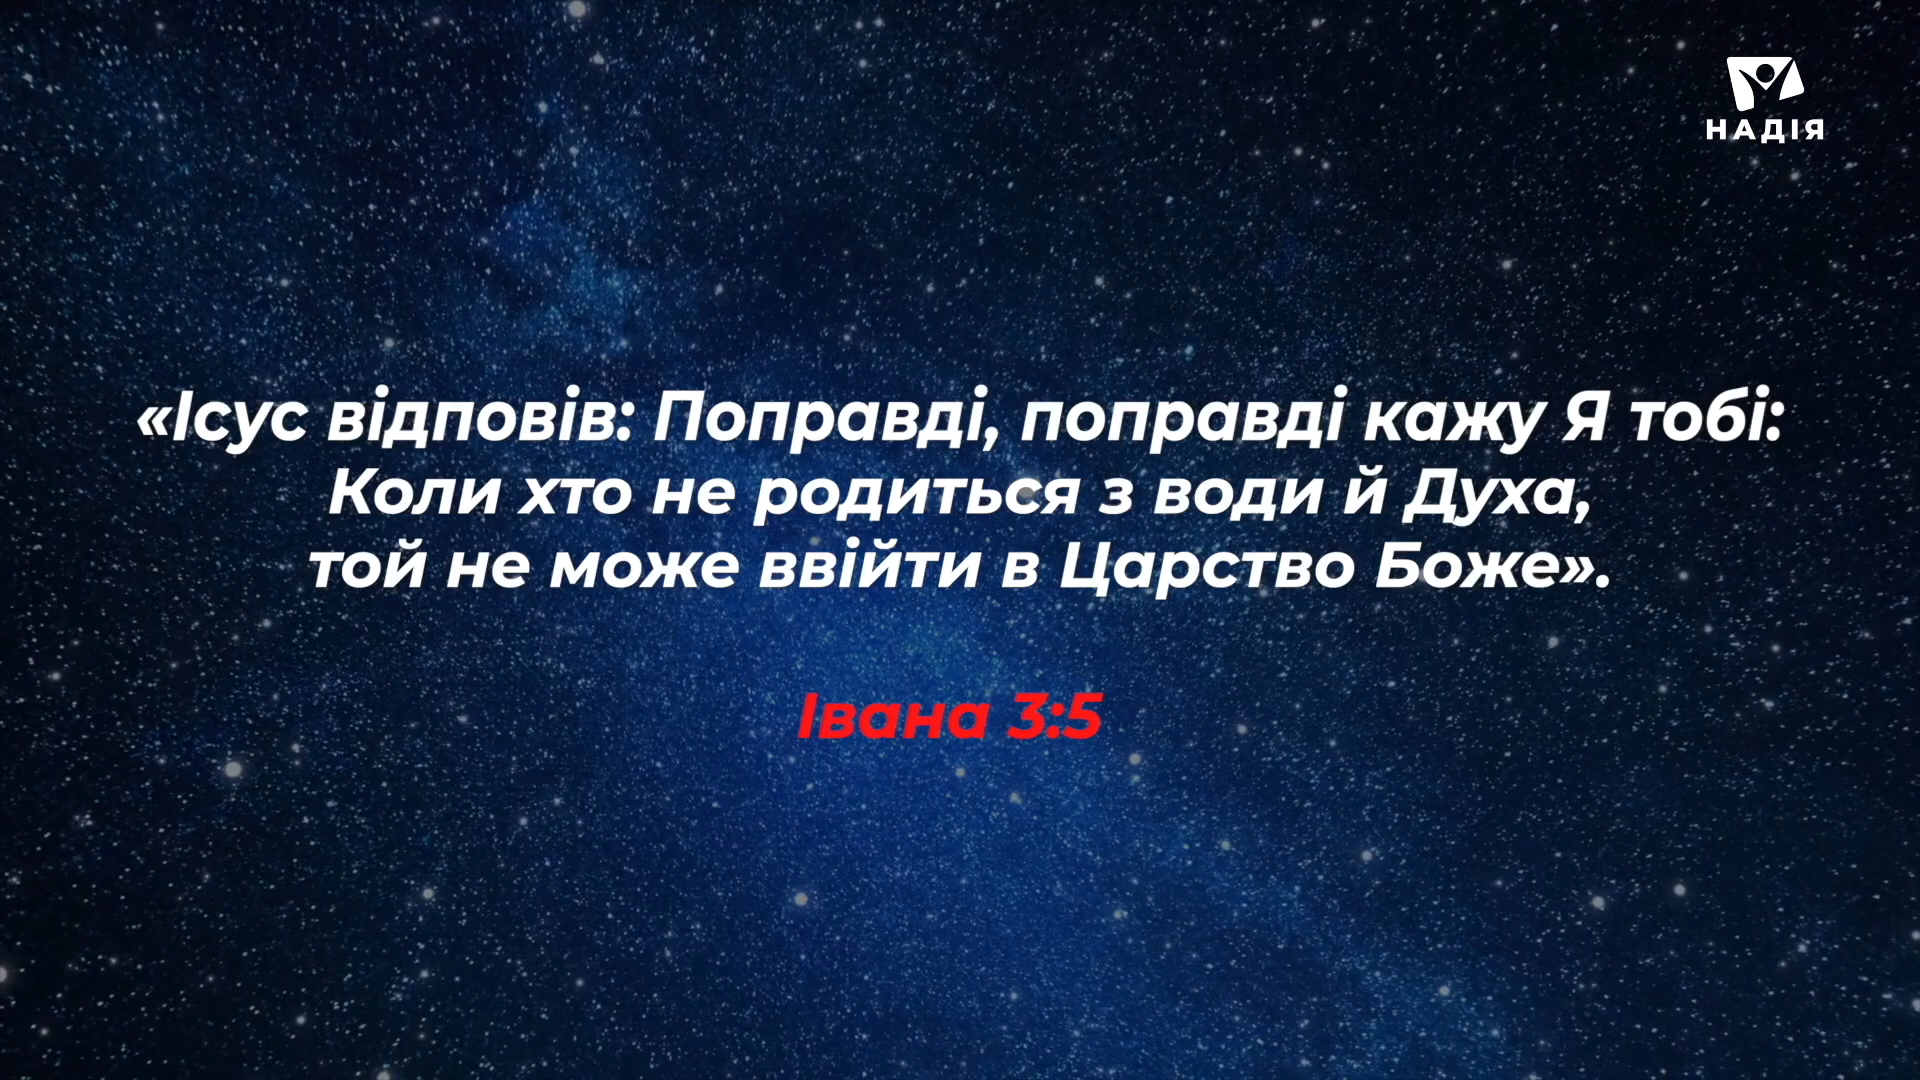 НАДІЯ
«Ісус відповів: Поправді, поправді кажу Я тобі:
Коли хто не родиться з води й Духа,
той не може ввійти в Царство Боже».
Івана 3:5